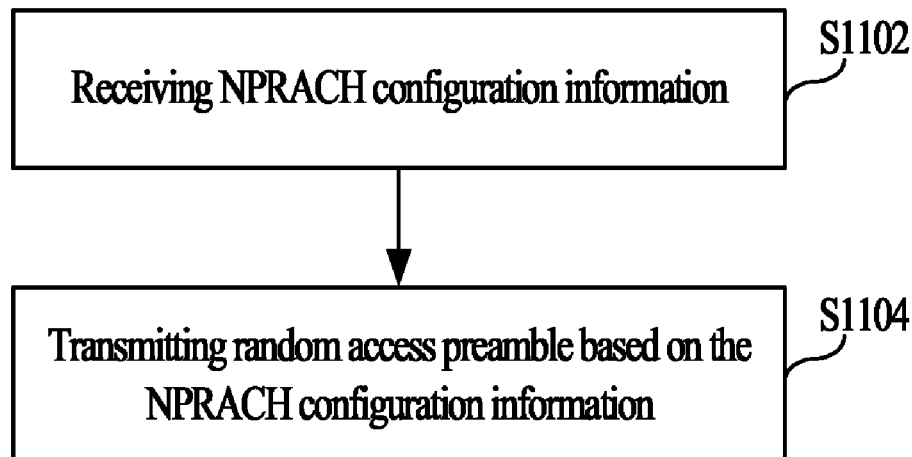 S1102
Receiving NPRACH configuration information
S1104
Transmitting random access preamble based on the
NPRACH configuration information